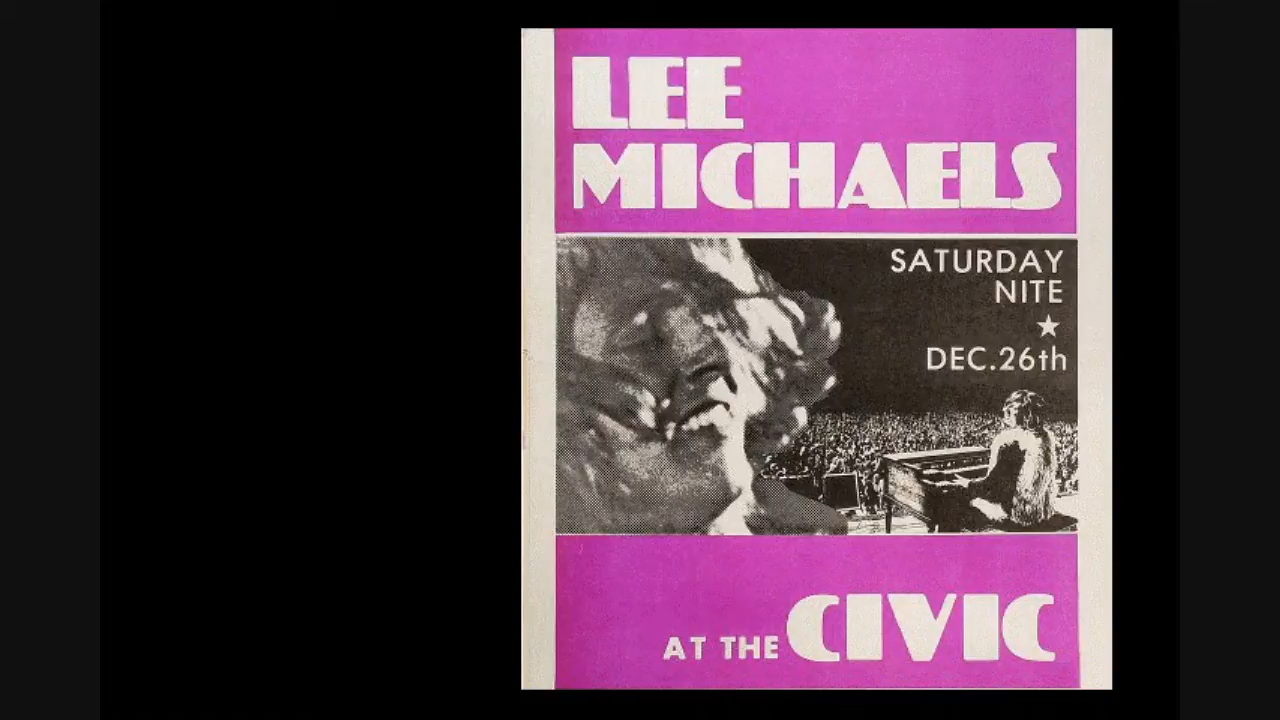 LEE
MICHAELS
SATURDAY
NITE
DEC.26th
AT THE CIVIC